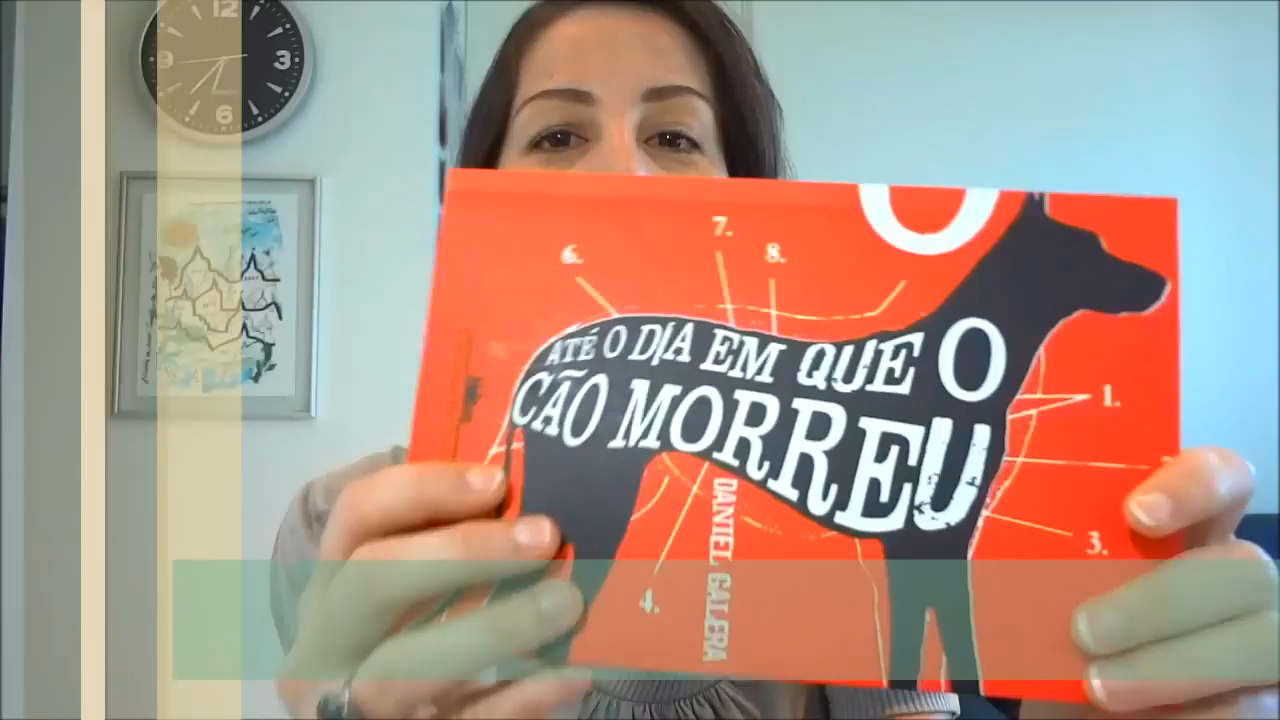 12
3
9
6
O
7.
6.
8.
ATÉ O DIA EM QUE O
CÃO MORREU
1.
3.
4.
DANIEL GALERA